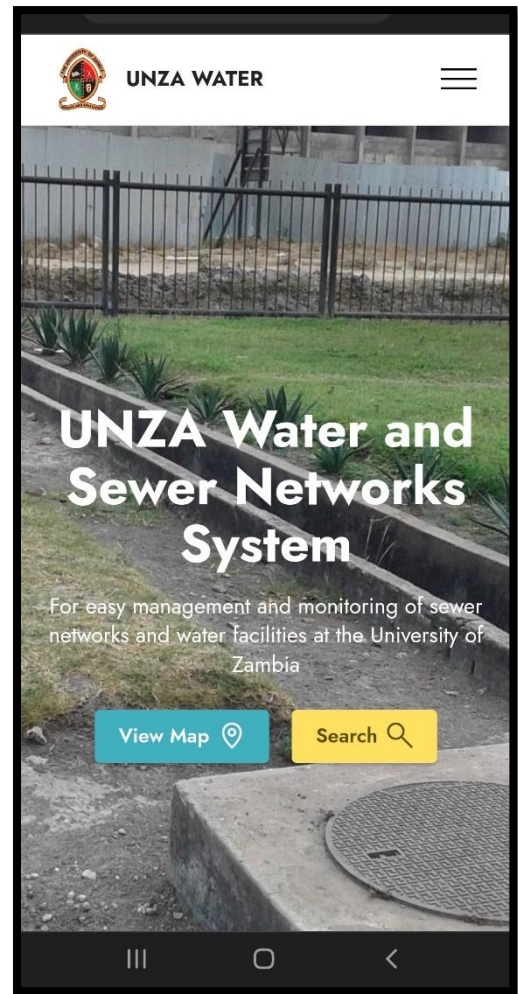 UNZA WATER
UNZA Water and
Sewer Networks
System
For easy management and monitoring of sewer
networks and water facilities at the University of
Zambia
View Map
Search